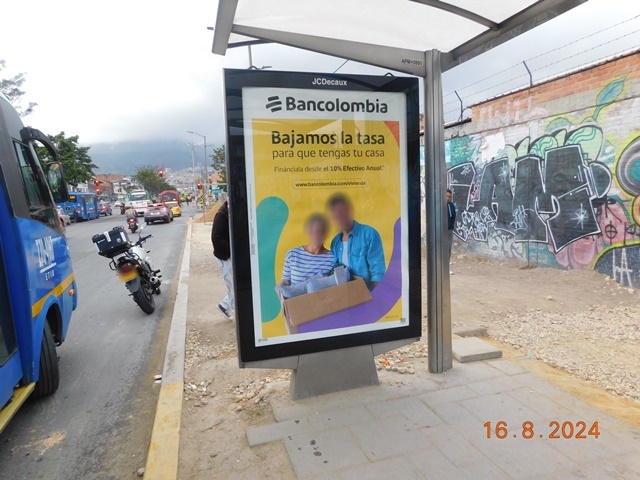 JCDecaux
Bancolombia
Bajamos la tasa
para que tengas tu casa
Finánciala desde el 10% Efectivo Anual*
www.bancolombia.com/vivienda
16.8.2024